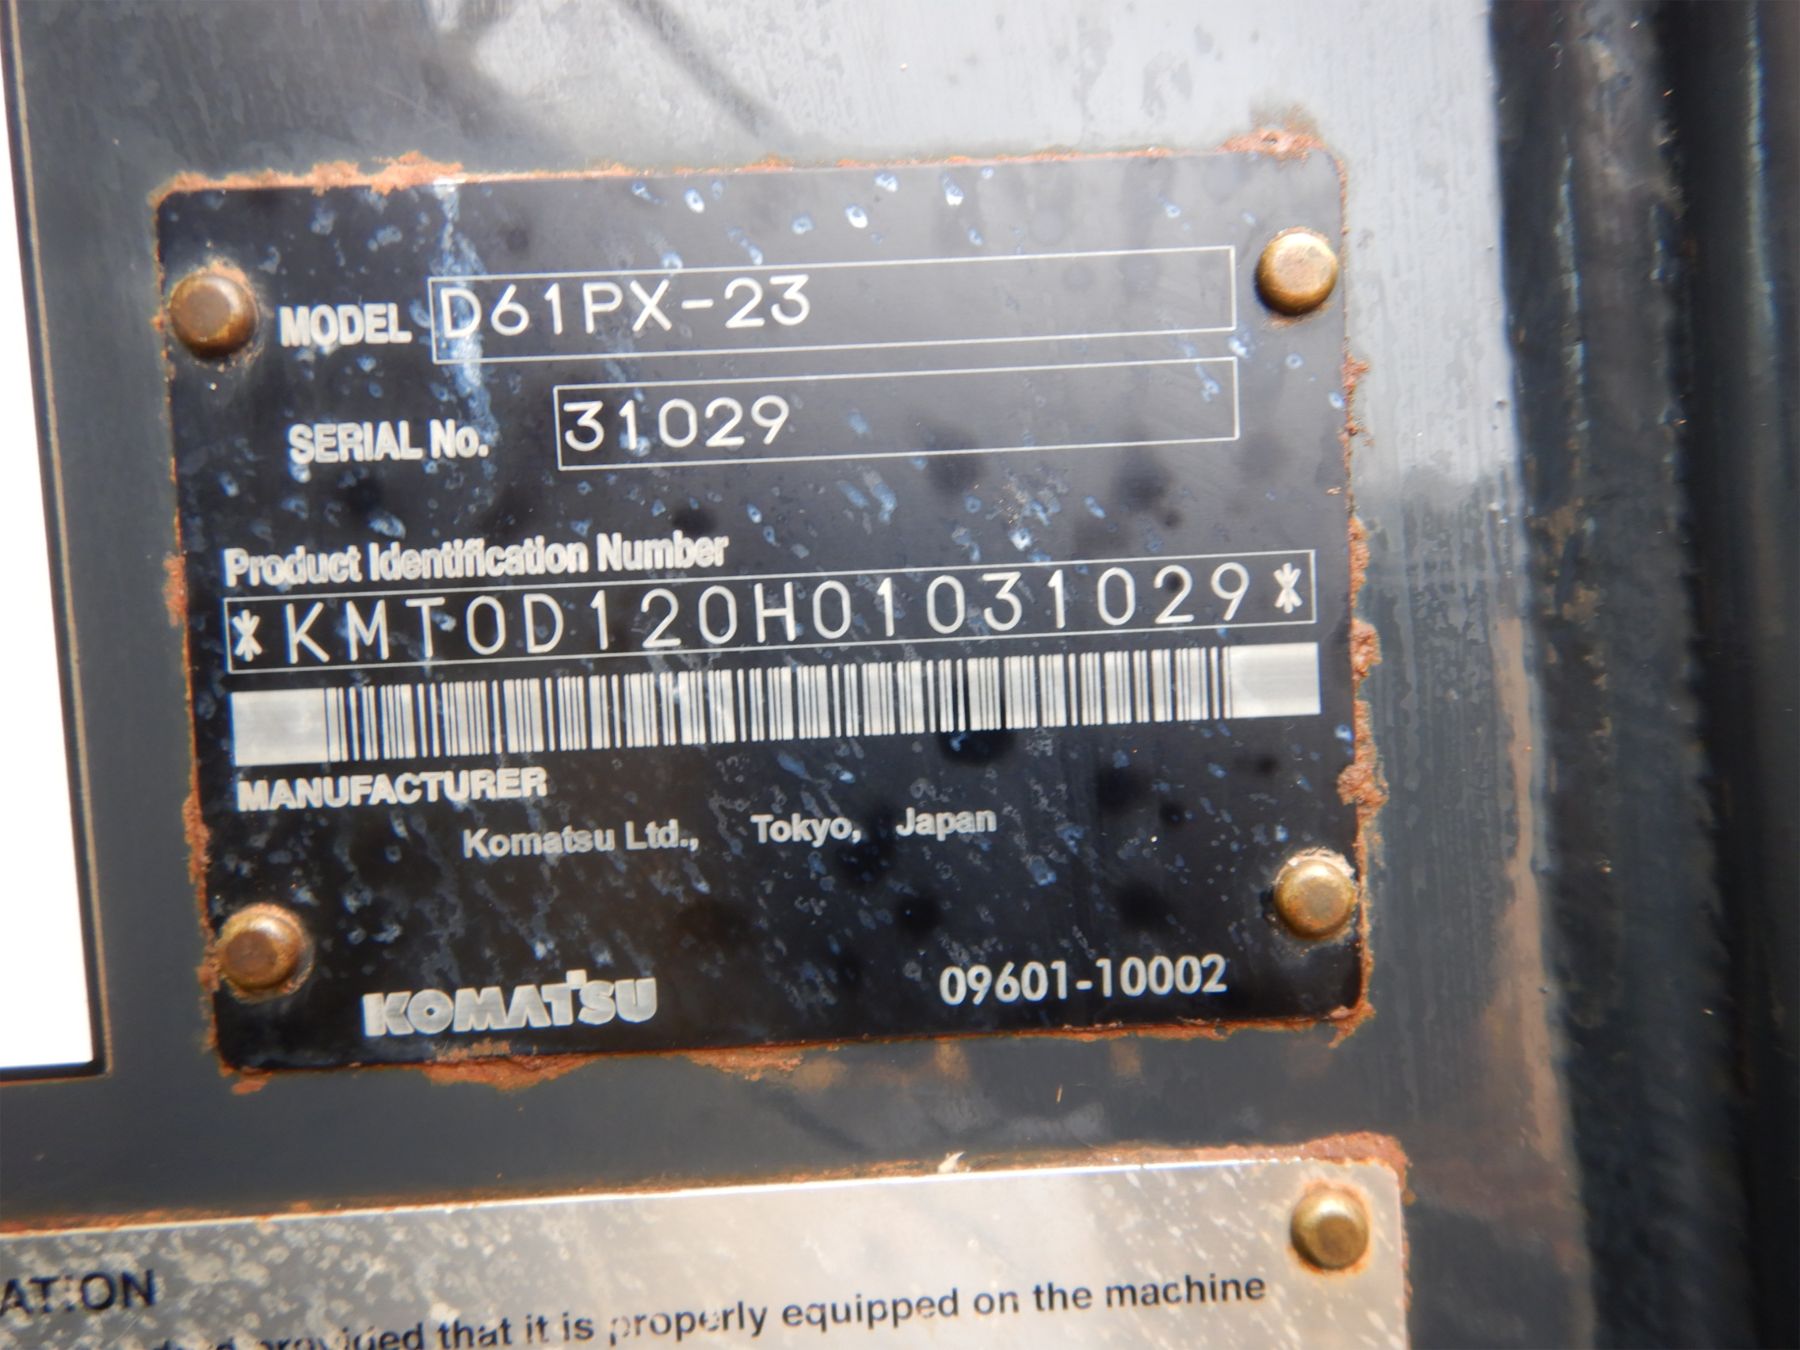 MODEL D61PX-23
SERIAL No. 31029
Product Identification Number
*KMT0D120H01031029*
MANUFACTURER
Komatsu Ltd., Tokyo, Japan
KOMATSU 09601-10002
ATION
provided that it is properly equipped on the machine